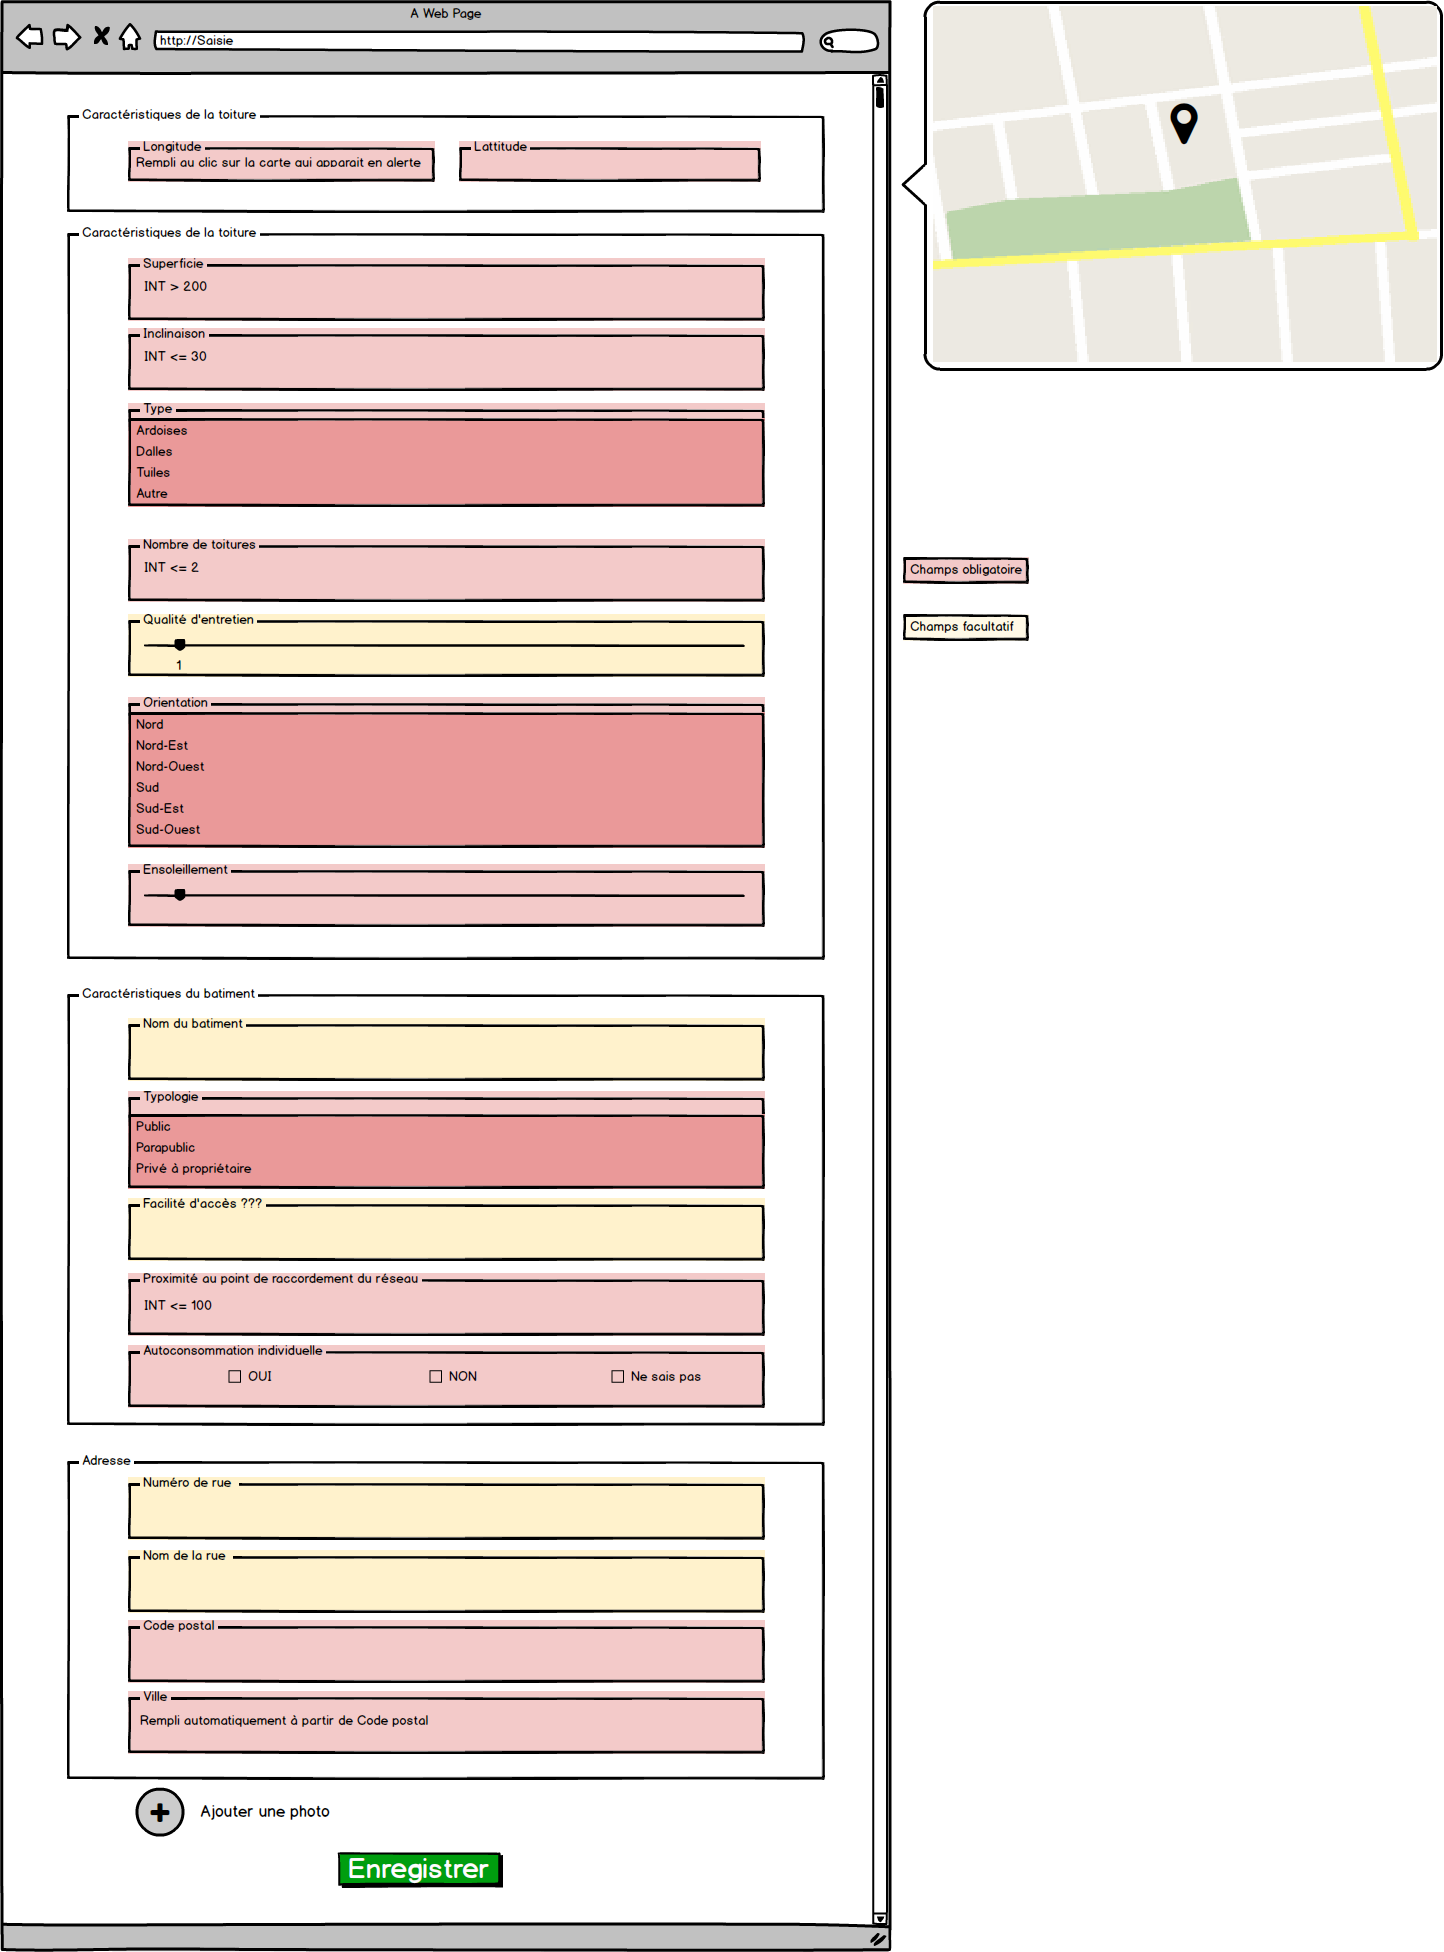 A Web Page
http://Saisie
Caractéristiques de la toiture
Longitude
Rempli au clic sur la carte qui apparait en alerte
Lattitude
Caractéristiques de la toiture
Superficie
INT > 200
Inclinaison
INT <= 30
Type
Ardoises
Dalles
Tuiles
Autre
Nombre de toitures
INT <= 2
Qualité d'entretien
1
Orientation
Nord
Nord-Est
Nord-Ouest
Sud
Sud-Est
Sud-Ouest
Ensoleillement
Caractéristiques du batiment
Nom du batiment
Typologie
Public
Parapublic
Privé à propriétaire
Facilité d'accès ???
Proximité au point de raccordement du réseau
INT <= 100
Autoconsommation individuelle
OUI NON Ne sais pas
Adresse
Numéro de rue
Nom de la rue
Code postal
Ville
Rempli automatiquement à partir de Code postal
Ajouter une photo
Enregistrer
Champs obligatoire
Champs facultatif